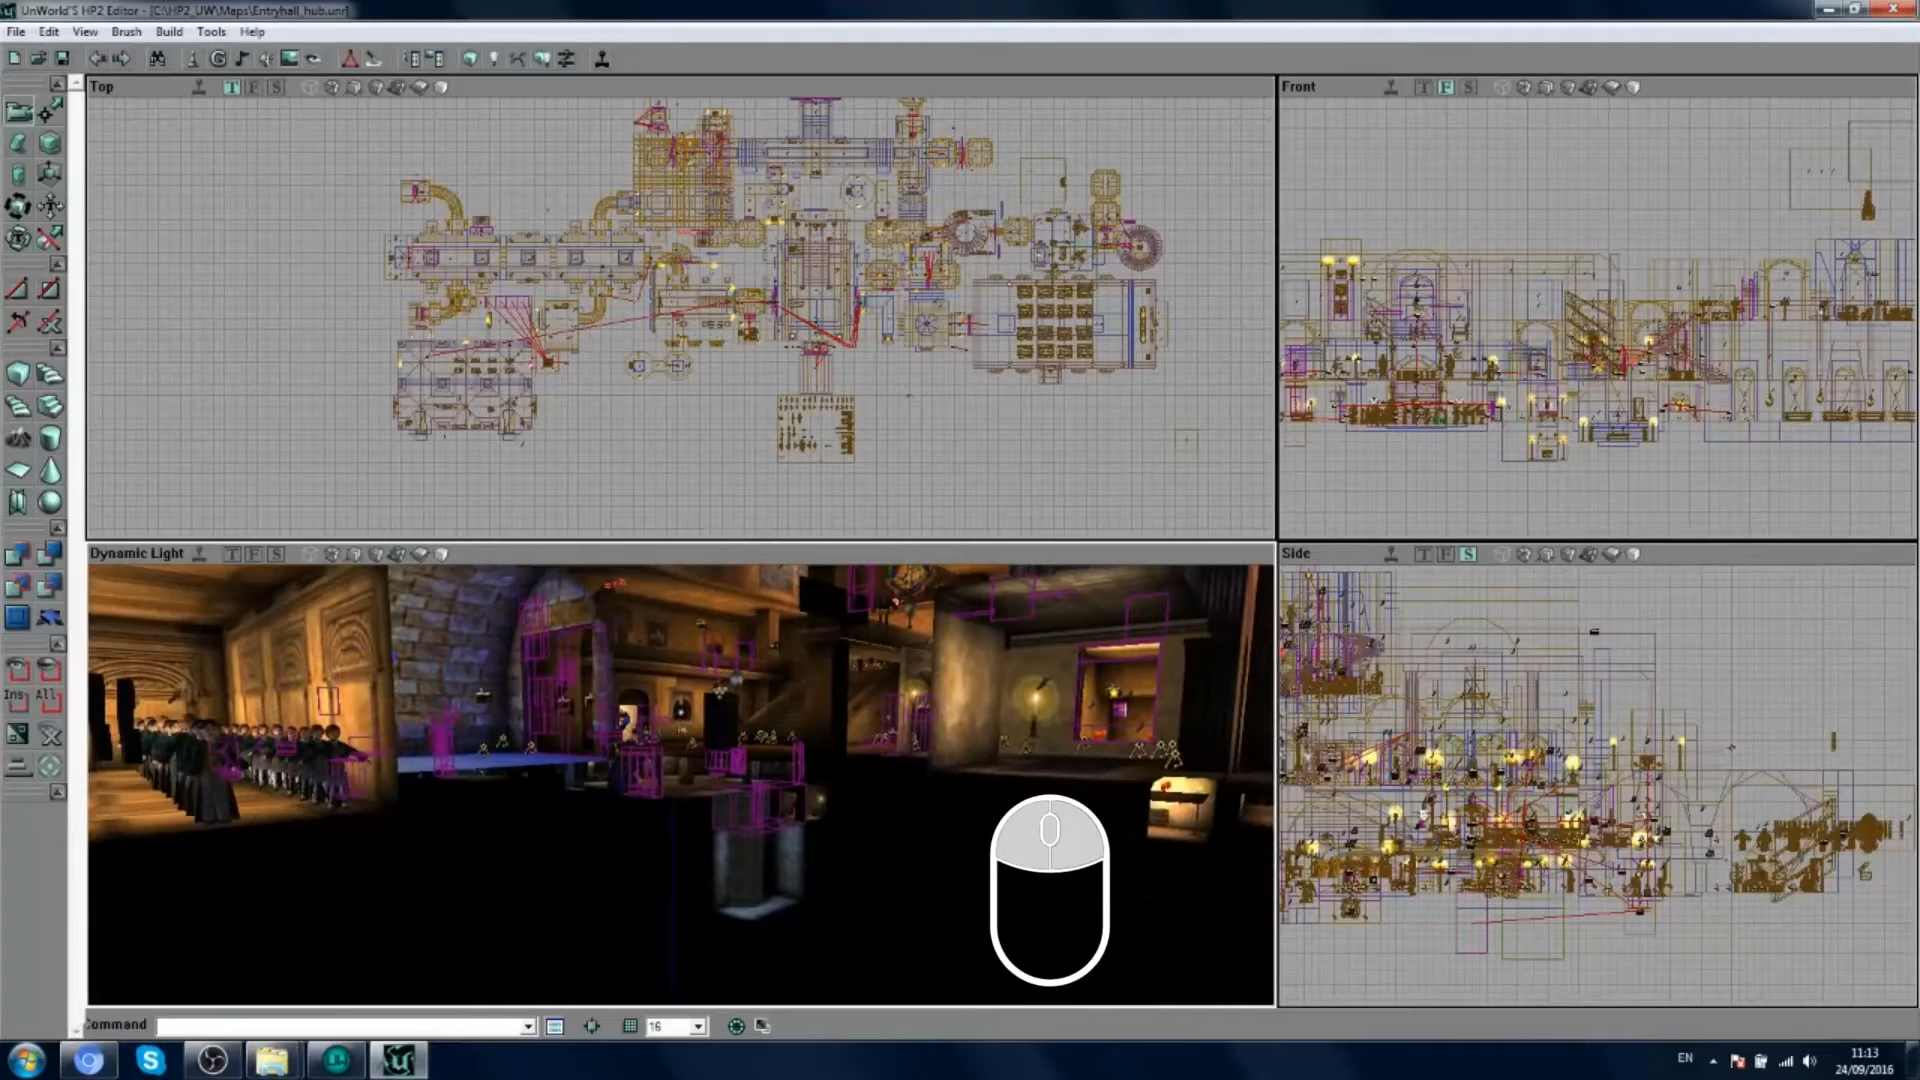 UnWorld'S HP2 Editor - [C:\HP2_UW\Maps\Entryhall_hub.unr]
File Edit View Brush Build Tools Help
Top T F S
Front T F S
Dynamic Light T F S
Side T F S
Ins All
Command
16
EN
11:13
24/09/2016